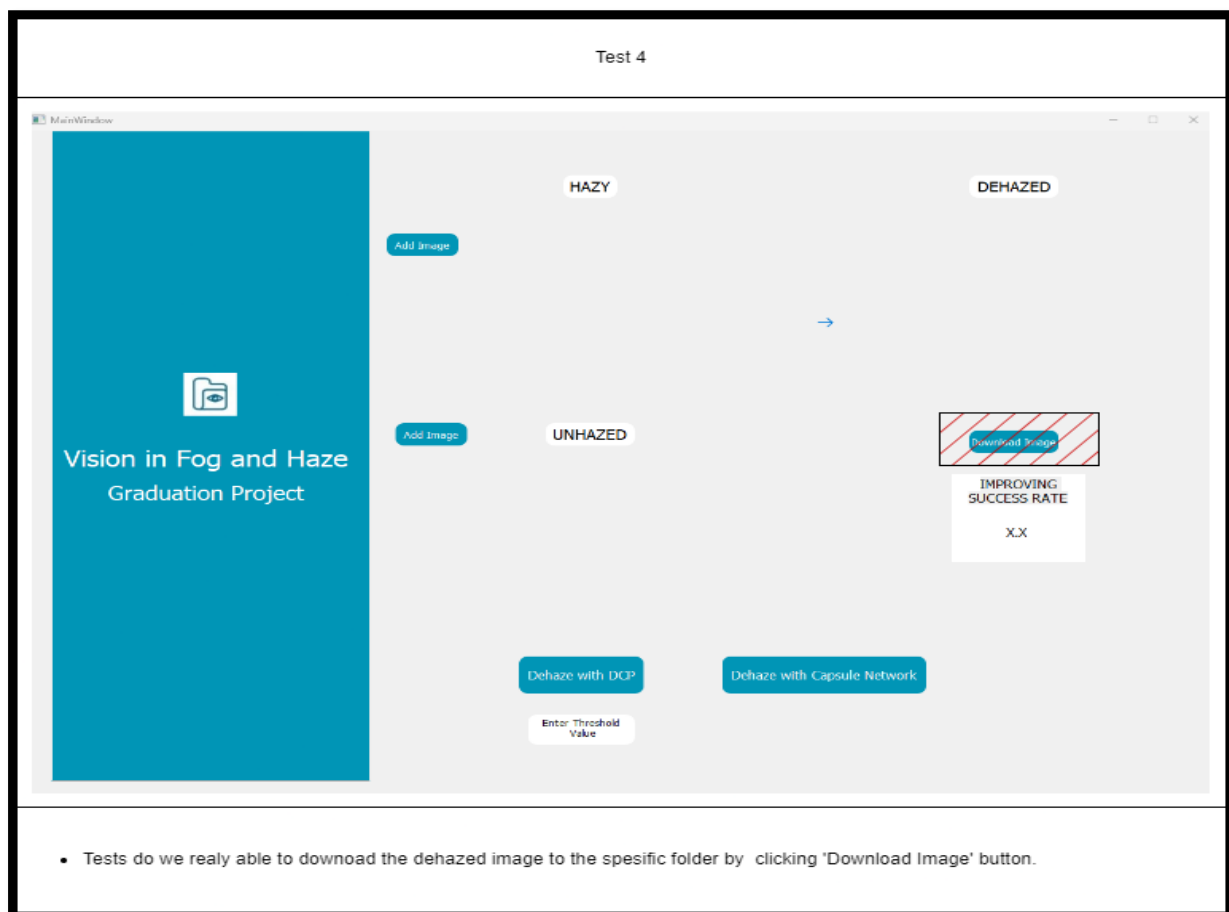 Test 4
MainWindow
HAZY
DEHAZED
Add Image
Add Image
UNHAZED
Download Image
Vision in Fog and Haze
Graduation Project
IMPROVING
SUCCESS RATE
X.X
Dehaze with DCP
Dehaze with Capsule Network
Enter Threshold
Value
• Tests do we realy able to downoad the dehazed image to the spesific folder by clicking 'Download Image' button.